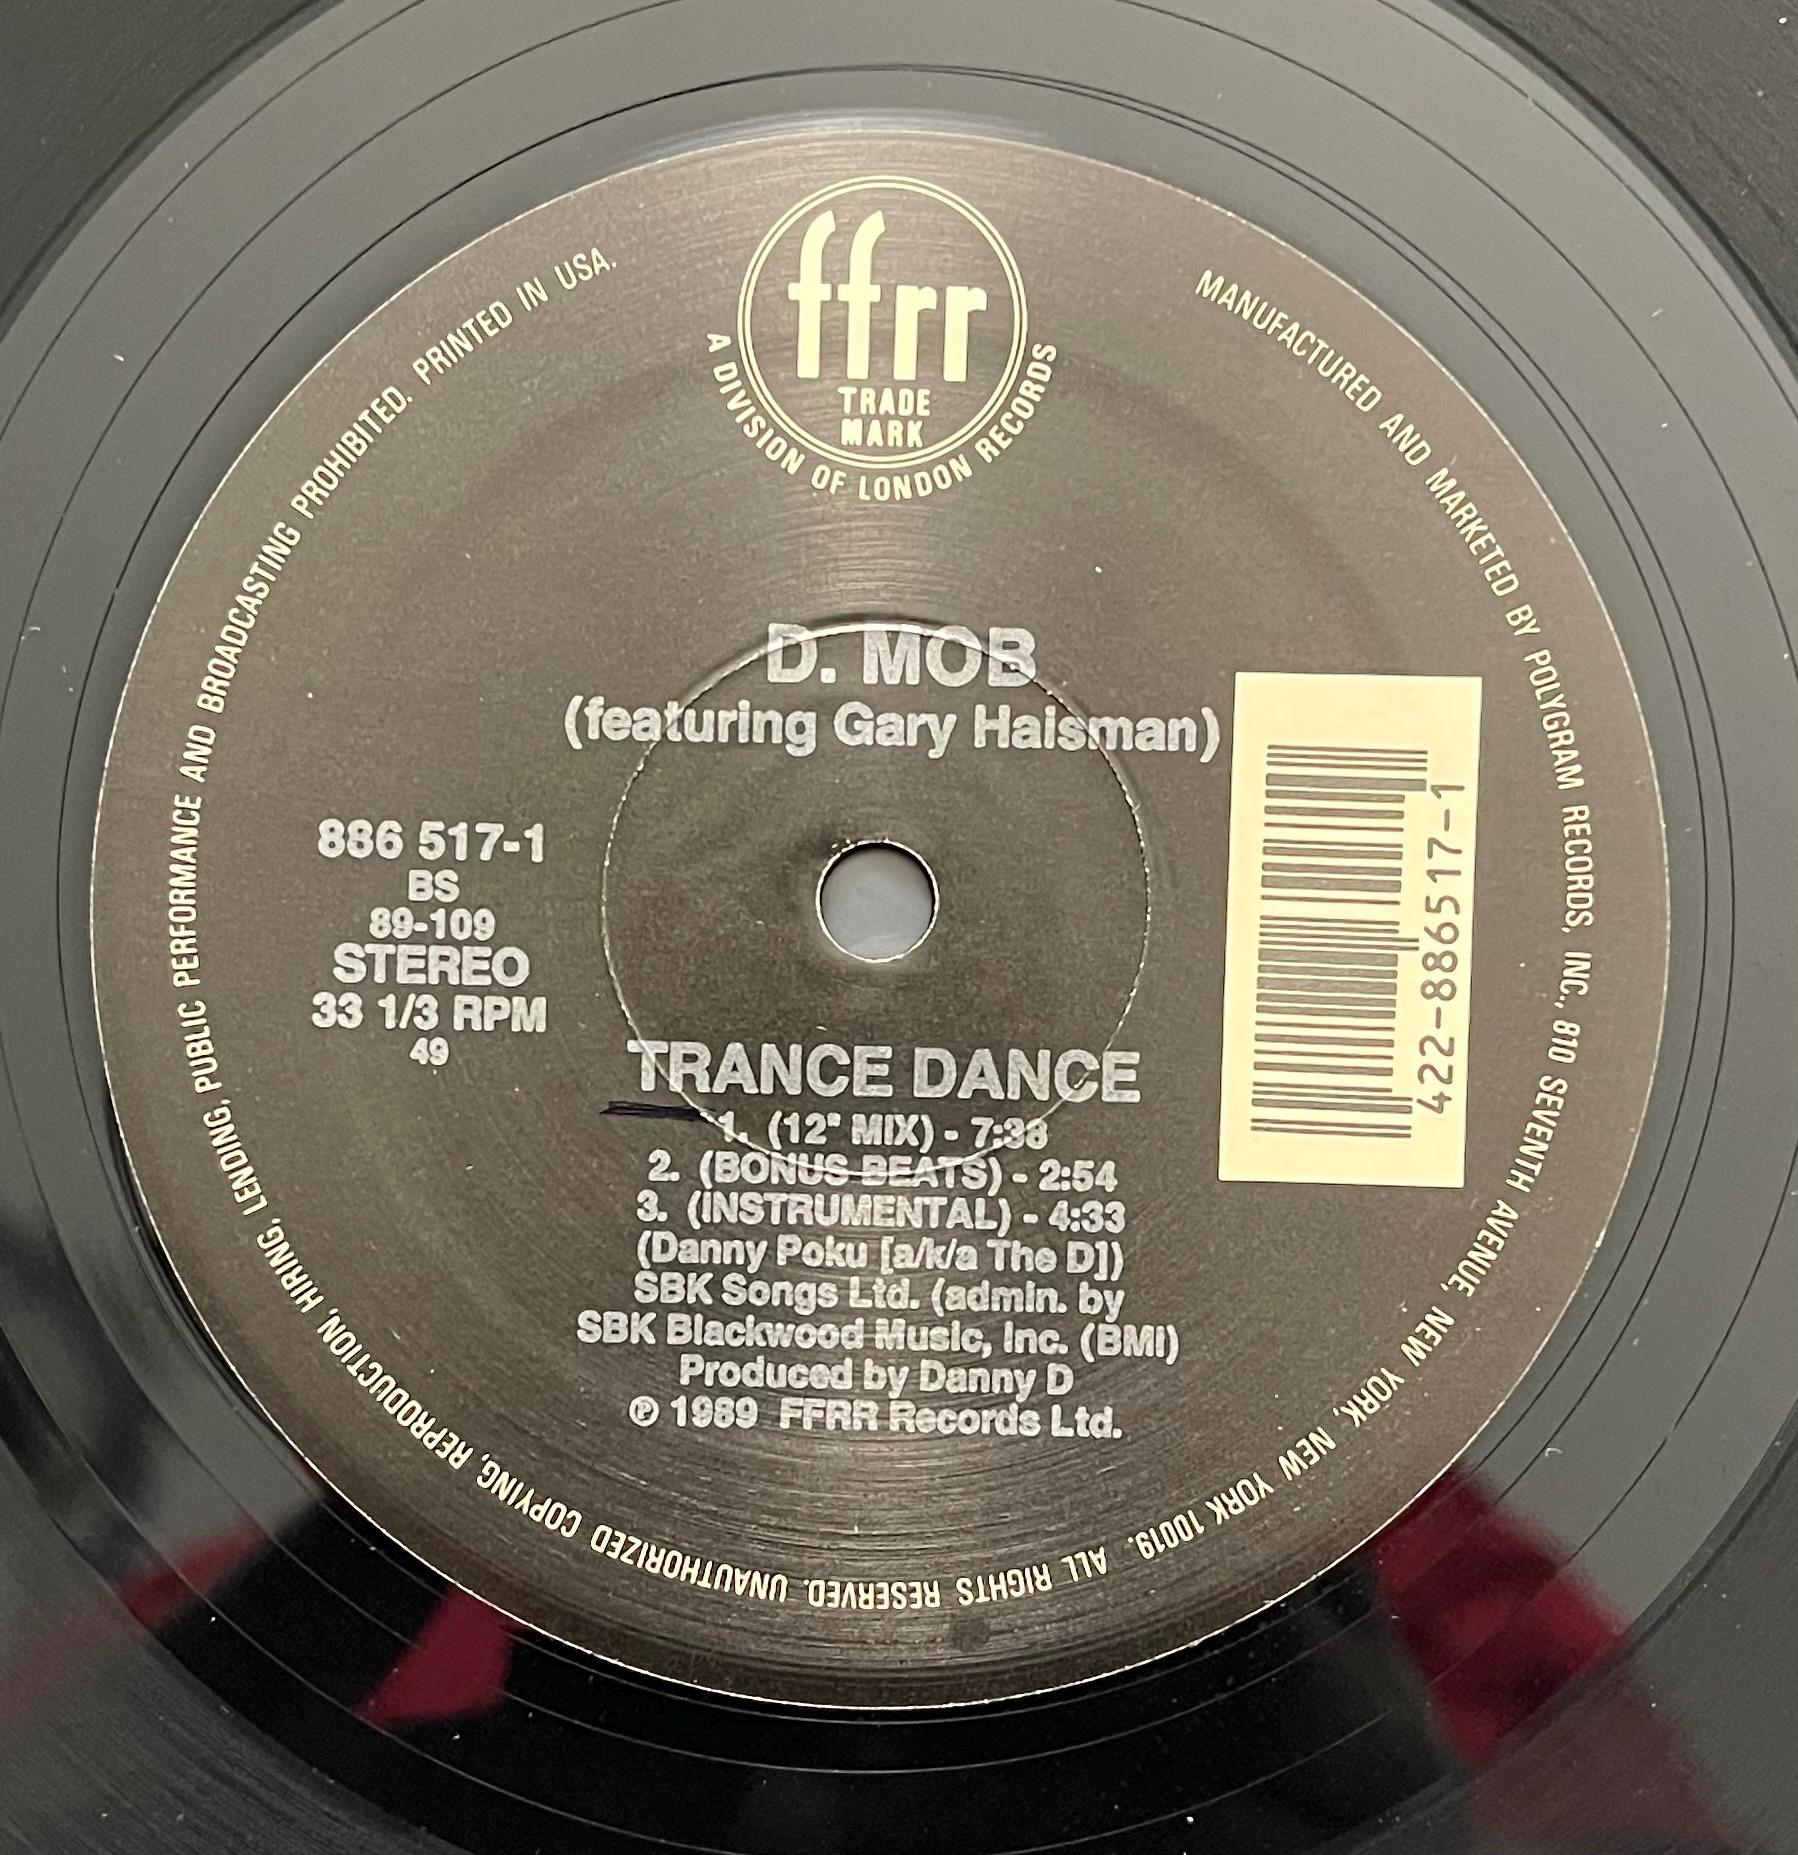 ffrr
TRADE
MARK
A DIVISION OF LONDON RECORDS
D. MOB
(featuring Gary Haisman)
886 517-1
BS
89-109
STEREO
33 1/3 RPM
49
422-886517-1
TRANCE DANCE
1. (12" MIX) - 7:38
2. (BONUS BEATS) - 2:54
3. (INSTRUMENTAL) - 4:33
(Danny Poku [a/k/a The D])
SBK Songs Ltd. (admin. by
SBK Blackwood Music, Inc. (BMI)
Produced by Danny D
℗ 1989 FFRR Records Ltd.
MANUFACTURED AND MARKETED BY POLYGRAM RECORDS, INC., 810 SEVENTH AVENUE, NEW YORK, NEW YORK 10019. ALL RIGHTS RESERVED. UNAUTHORIZED COPYING, REPRODUCTION, HIRING, LENDING, PUBLIC PERFORMANCE AND BROADCASTING PROHIBITED. PRINTED IN USA.